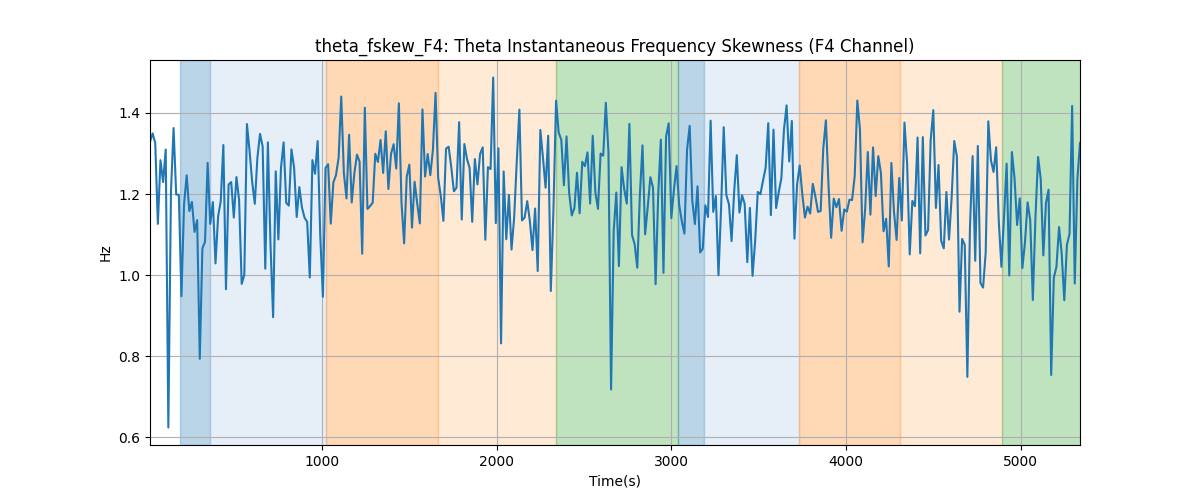 theta_fskew_F4: Theta Instantaneous Frequency Skewness (F4 Channel)
1.4
1.2
1.0
0.8
0.6
Hz
1000 2000 3000 4000 5000
Time(s)